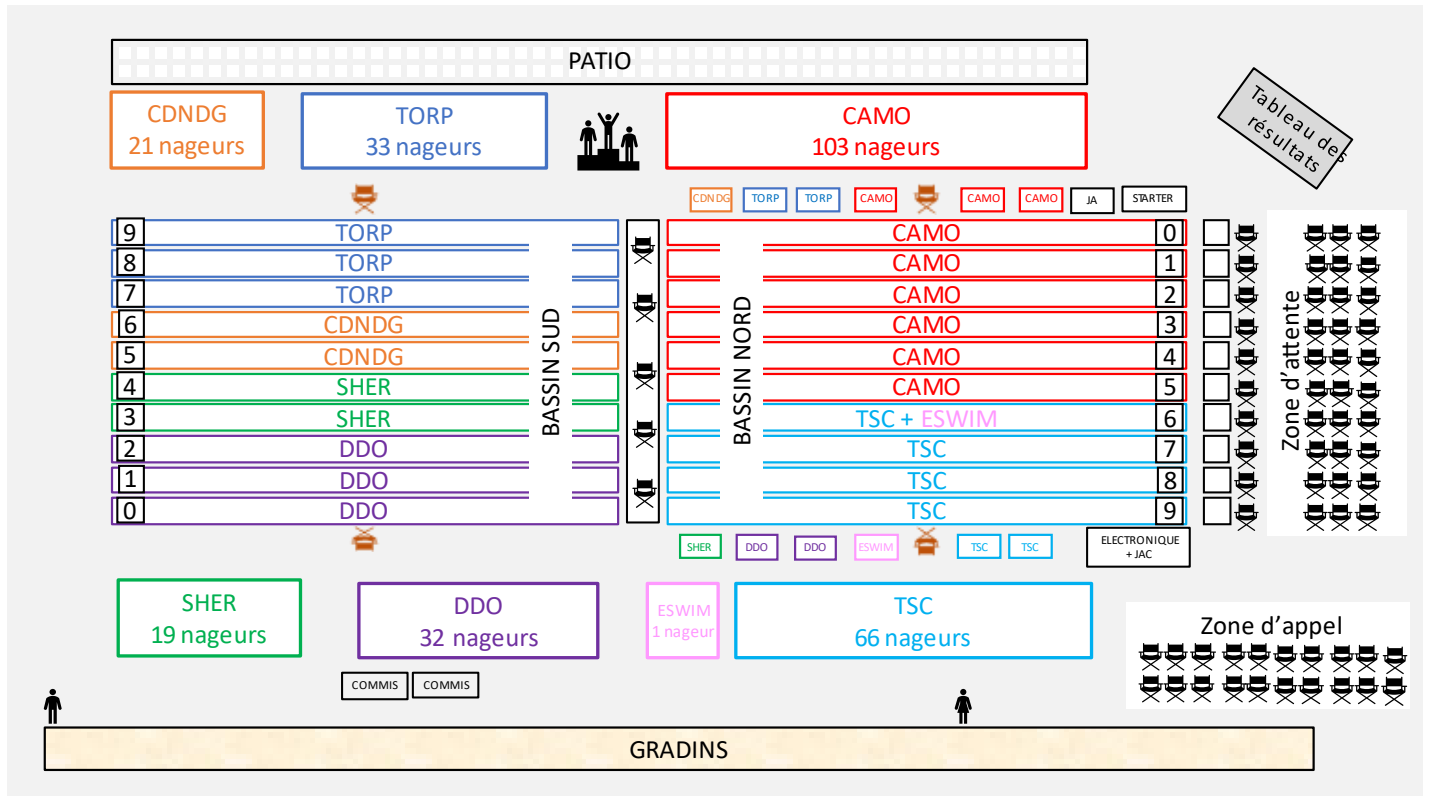 PATIO
CDNDG
21 nageurs
TORP
33 nageurs
CAMO
103 nageurs
Tableau des
résultats
CDNDG
TORP
TORP
CAMO
CAMO
CAMO
JA
STARTER
9 TORP
8 TORP
7 TORP
6 CDNDG
5 CDNDG
4 SHER
3 SHER
2 DDO
1 DDO
0 DDO
BASSIN SUD
BASSIN NORD
CAMO 0
CAMO 1
CAMO 2
CAMO 3
CAMO 4
CAMO 5
TSC + ESWIM 6
TSC 7
TSC 8
TSC 9
Zone d’attente
SHER
DDO
DDO
ESWIM
TSC
TSC
ELECTRONIQUE
+ JAC
SHER
19 nageurs
DDO
32 nageurs
ESWIM
1 nageur
TSC
66 nageurs
Zone d’appel
COMMIS
COMMIS
GRADINS